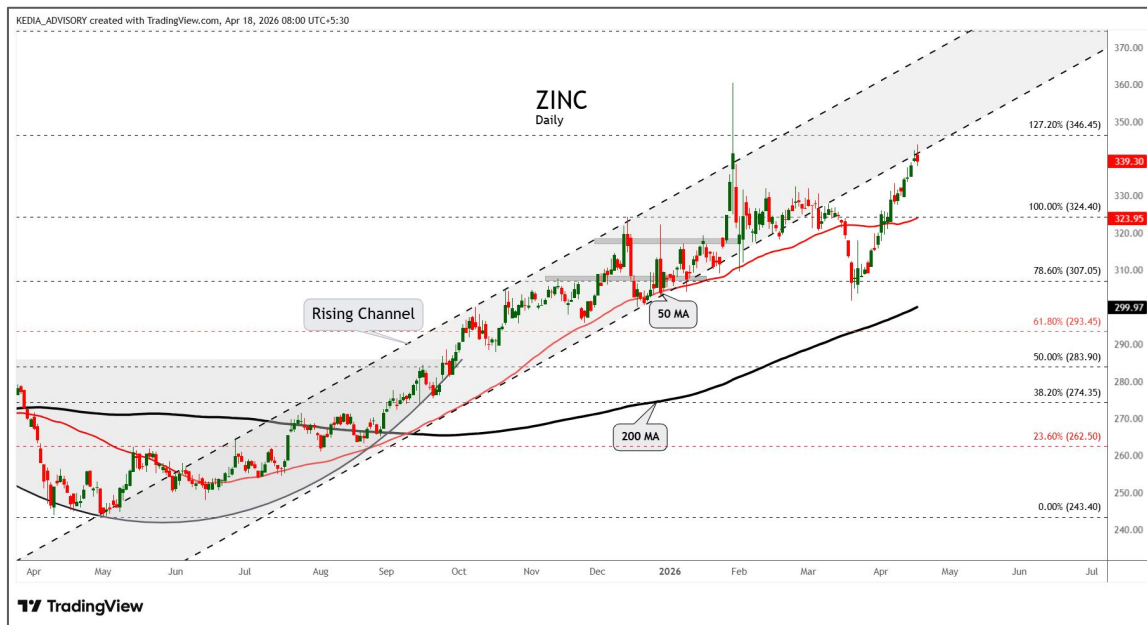 KEDIA_ADVISORY created with TradingView.com, Apr 18, 2026 08:00 UTC+5:30
ZINC
Daily
370.00
360.00
350.00
127.20% (346.45)
339.30
330.00
100.00% (324.40)
323.95
320.00
310.00
78.60% (307.05)
Rising Channel
50 MA
299.97
61.80% (293.45)
290.00
50.00% (283.90)
280.00
38.20% (274.35)
270.00
200 MA
23.60% (262.50)
260.00
250.00
0.00% (243.40)
240.00
Apr May Jun Jul Aug Sep Oct Nov Dec 2026 Feb Mar Apr May Jun Jul
TradingView